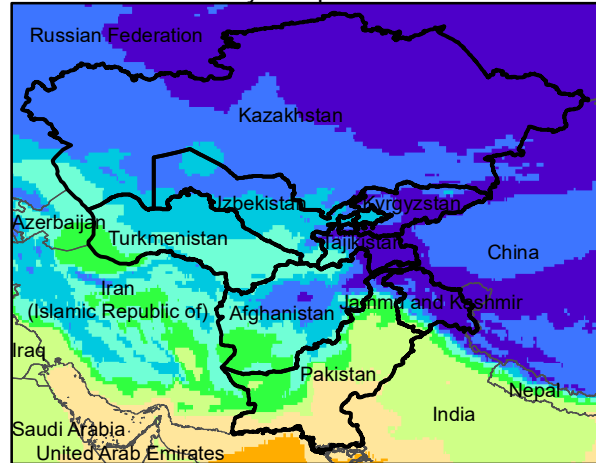 Russian Federation
Kazakhstan
Uzbekistan
Kyrgyzstan
Azerbaijan
Turkmenistan
Tajikistan
China
Iran
(Islamic Republic of)
Afghanistan
Jammu and Kashmir
Iraq
Pakistan
Nepal
India
Saudi Arabia
United Arab Emirates